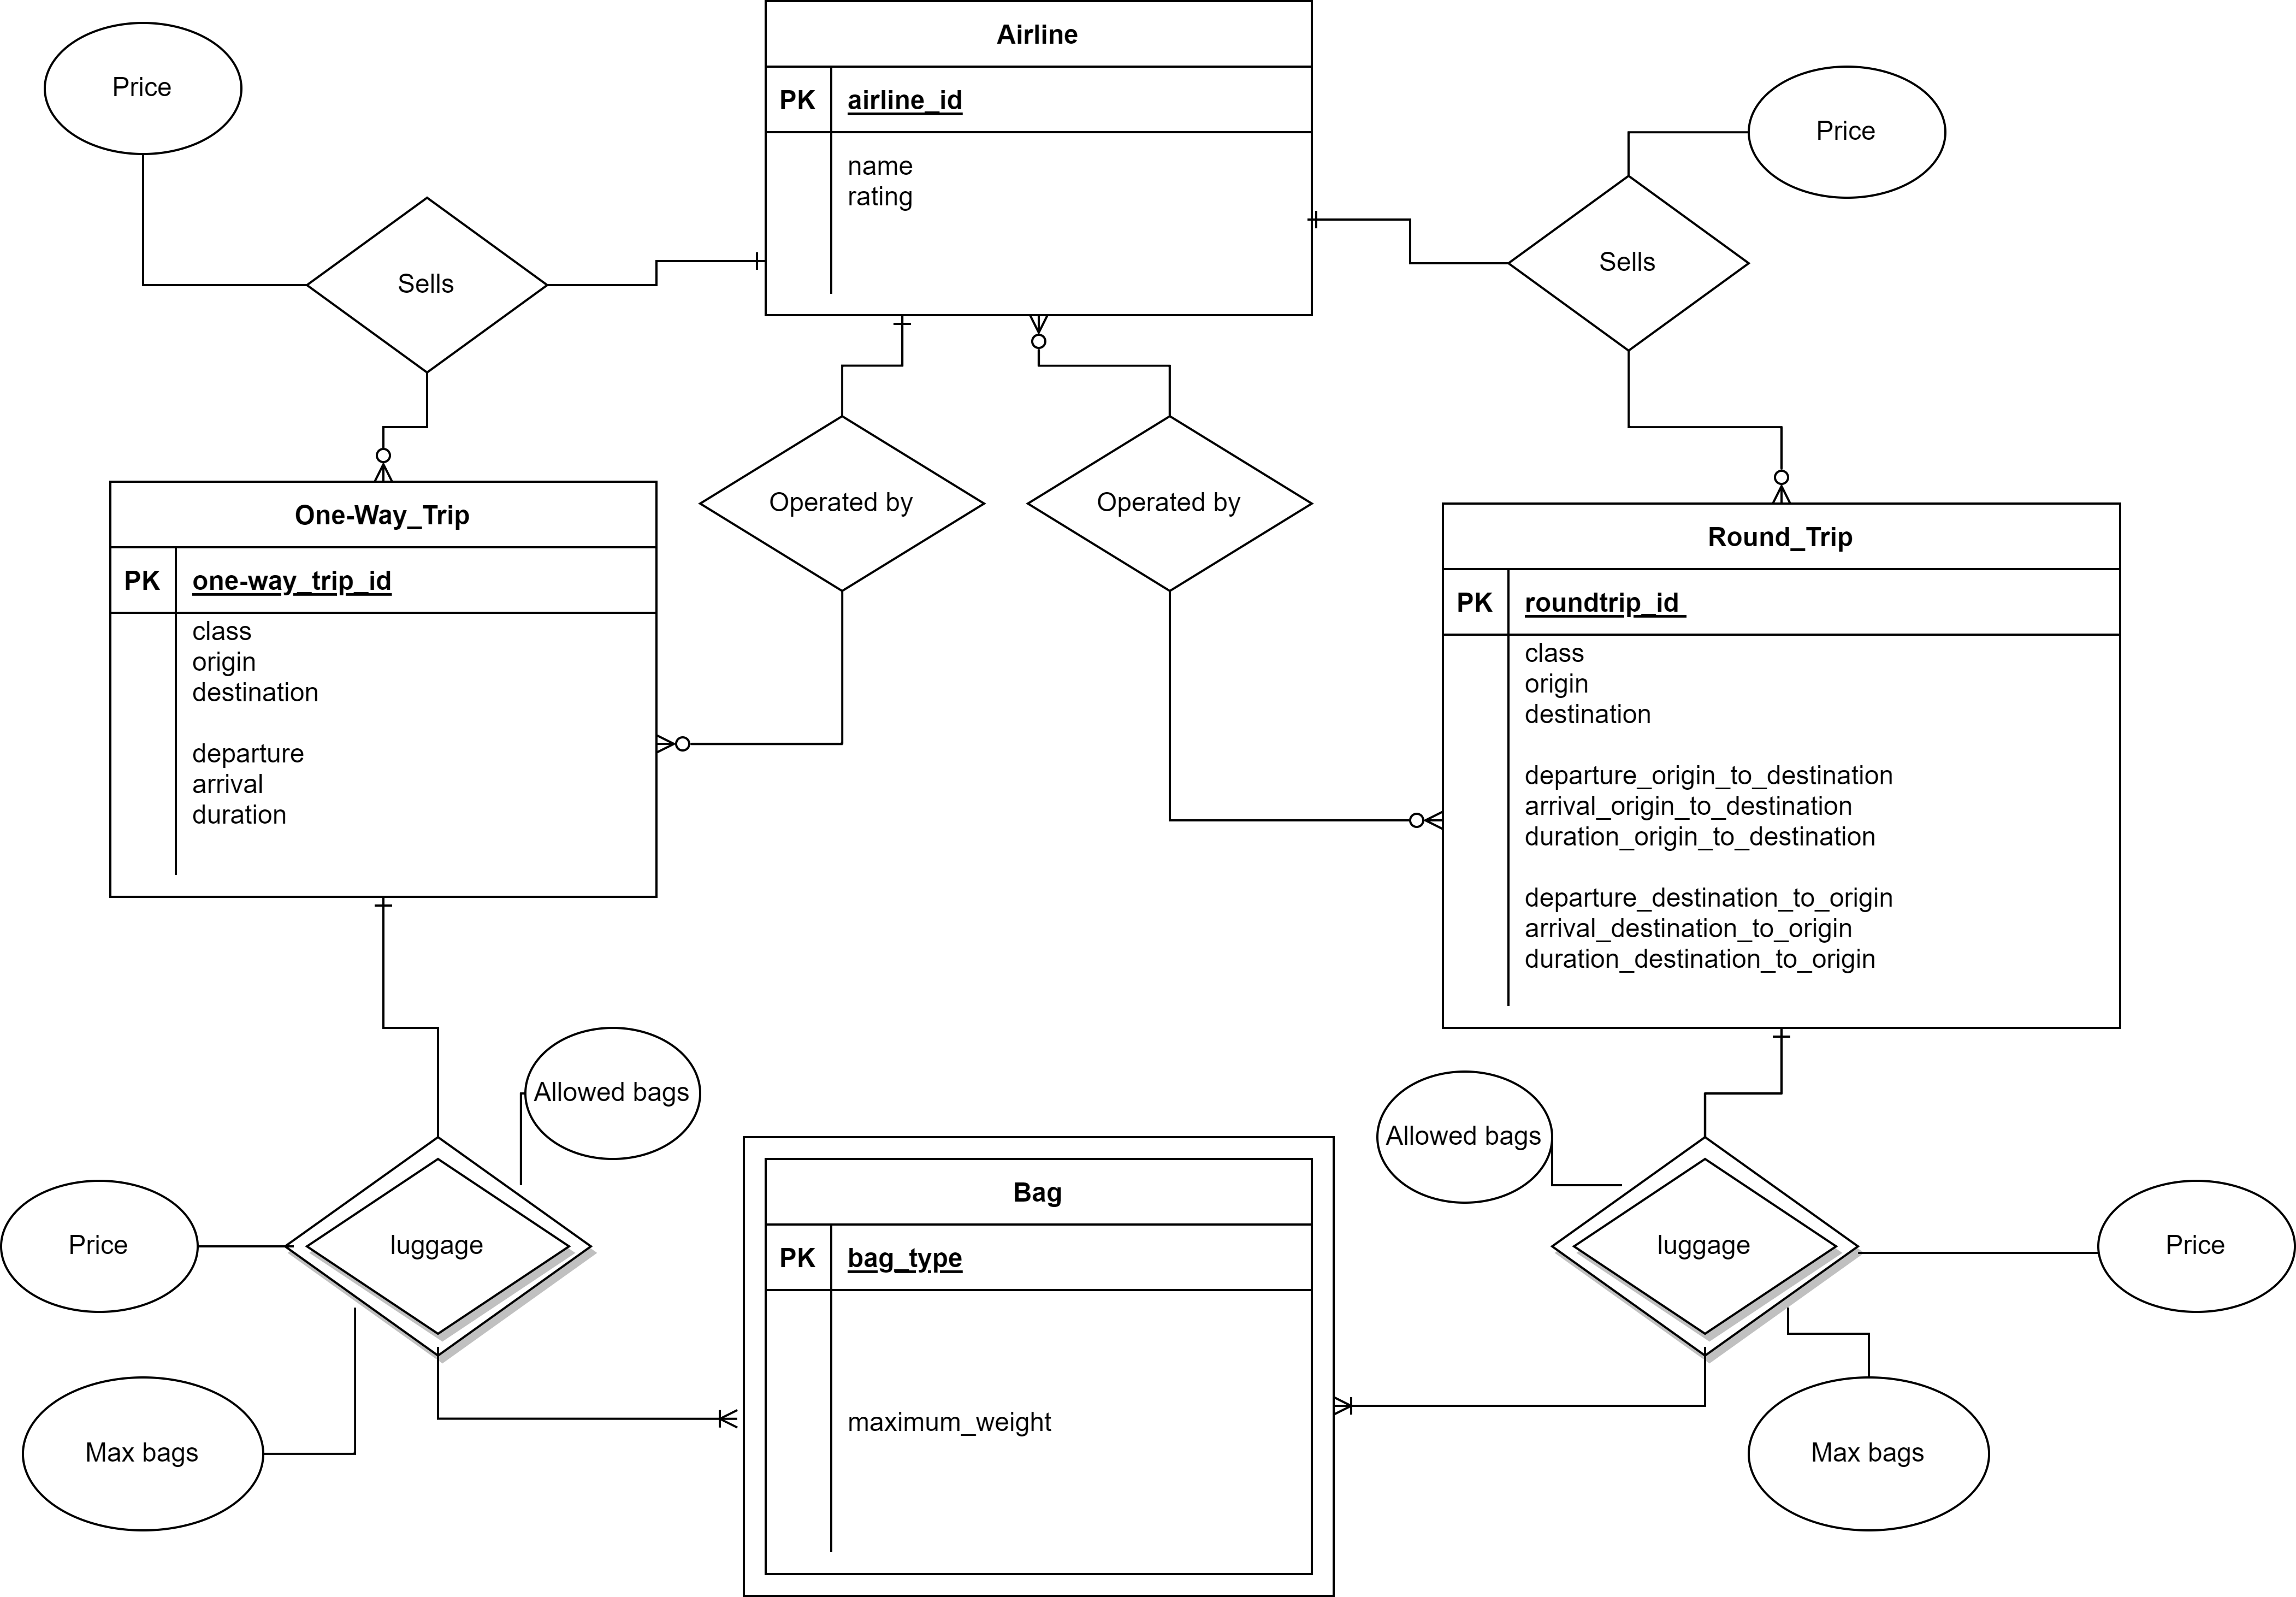 Airline
PK airline_id
name
rating
Price
Sells
Price
Sells
Operated by
Operated by
One-Way_Trip
PK one-way_trip_id
class
origin
destination
departure
arrival
duration
Round_Trip
PK roundtrip_id
class
origin
destination
departure_origin_to_destination
arrival_origin_to_destination
duration_origin_to_destination
departure_destination_to_origin
arrival_destination_to_origin
duration_destination_to_origin
Allowed bags
Price
luggage
Max bags
Bag
PK bag_type
maximum_weight
Allowed bags
luggage
Price
Max bags